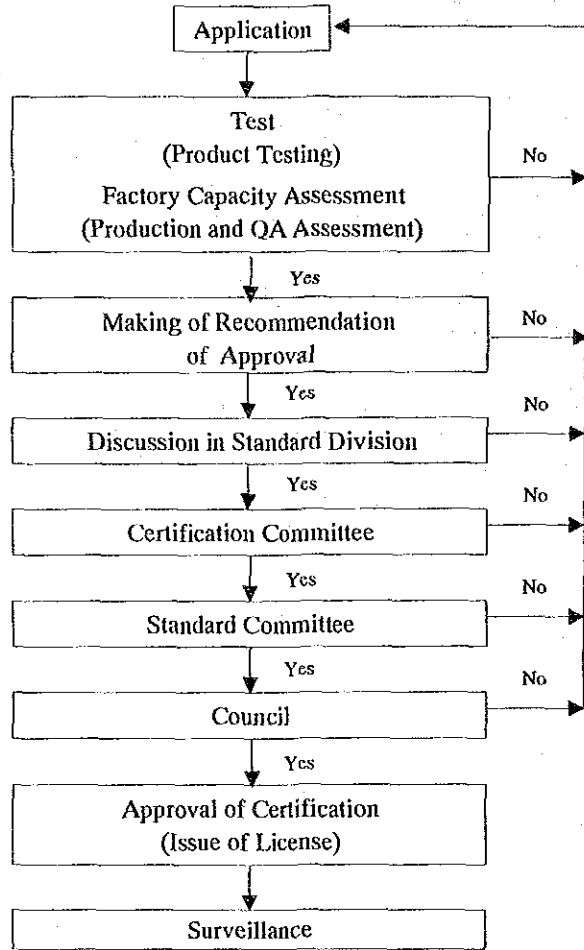 Application
Test
(Product Testing)
No
Factory Capacity Assessment
(Production and QA Assessment)
Yes
Making of Recommendation
of Approval
No
Yes
Discussion in Standard Division
No
Yes
Certification Committee
No
Yes
Standard Committee
No
Yes
Council
No
Yes
Approval of Certification
(Issue of License)
Surveillance